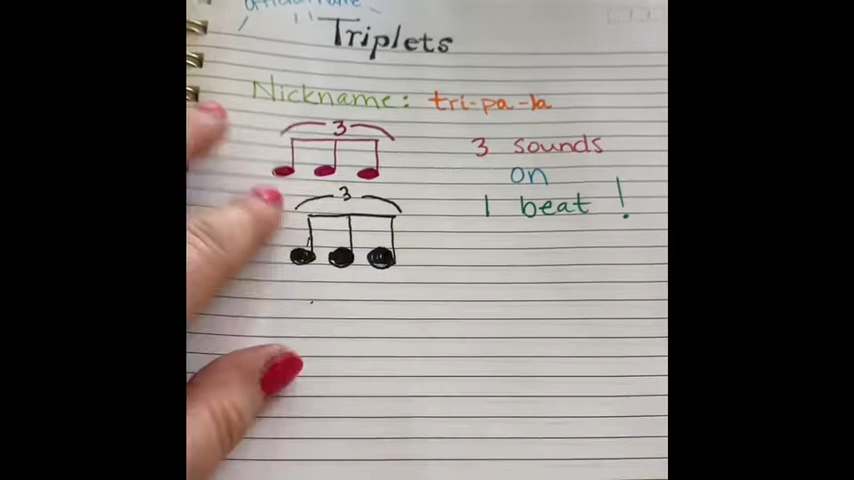 Triplets
Nickname: tri-pa-la
3
3 sounds
on
3
1 beat!